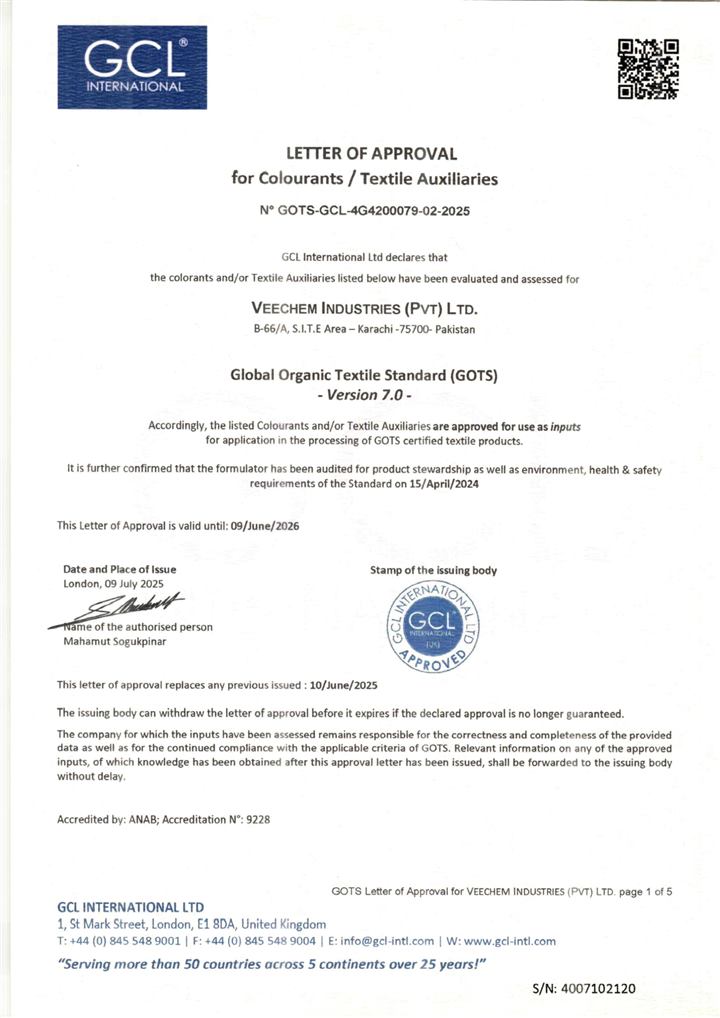 GCL®
INTERNATIONAL
LETTER OF APPROVAL
for Colourants / Textile Auxiliaries
N° GOTS-GCL-4G4200079-02-2025
GCL International Ltd declares that
the colorants and/or Textile Auxiliaries listed below have been evaluated and assessed for
VEECHEM INDUSTRIES (PVT) LTD.
B-66/A, S.I.T.E Area – Karachi -75700- Pakistan
Global Organic Textile Standard (GOTS)
- Version 7.0 -
Accordingly, the listed Colourants and/or Textile Auxiliaries are approved for use as inputs
for application in the processing of GOTS certified textile products.
It is further confirmed that the formulator has been audited for product stewardship as well as environment, health & safety
requirements of the Standard on 15/April/2024
This Letter of Approval is valid until: 09/June/2026
Date and Place of Issue
London, 09 July 2025
Name of the authorised person
Mahamut Sogukpinar
Stamp of the issuing body
GCL INTERNATIONAL LTD
GCL
INTERNATIONAL
APPROVED
This letter of approval replaces any previous issued : 10/June/2025
The issuing body can withdraw the letter of approval before it expires if the declared approval is no longer guaranteed.
The company for which the inputs have been assessed remains responsible for the correctness and completeness of the provided
data as well as for the continued compliance with the applicable criteria of GOTS. Relevant information on any of the approved
inputs, of which knowledge has been obtained after this approval letter has been issued, shall be forwarded to the issuing body
without delay.
Accredited by: ANAB; Accreditation N°: 9228
GOTS Letter of Approval for VEECHEM INDUSTRIES (PVT) LTD. page 1 of 5
GCL INTERNATIONAL LTD
1, St Mark Street, London, E1 8DA, United Kingdom
T: +44 (0) 845 548 9001 | F: +44 (0) 845 548 9004 | E: info@gcl-intl.com | W: www.gcl-intl.com
"Serving more than 50 countries across 5 continents over 25 years!"
S/N: 4007102120